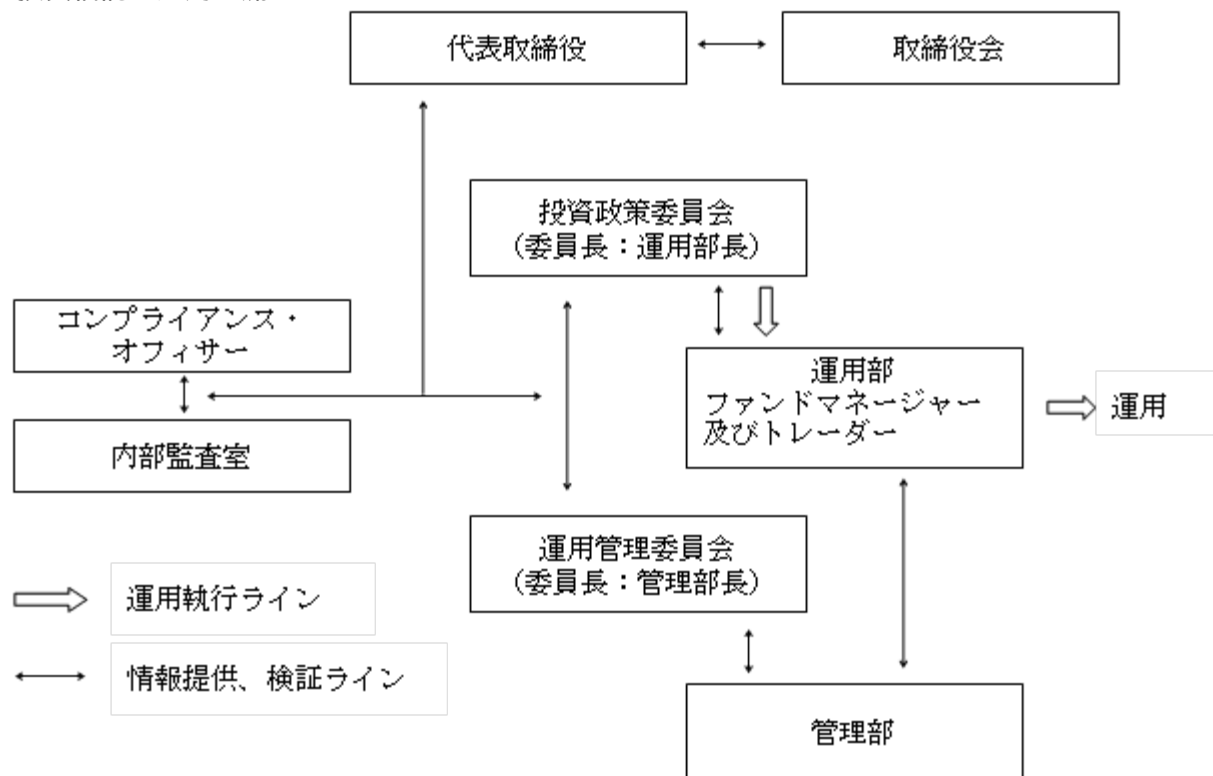 代表取締役
取締役会
投資政策委員会
(委員長：運用部長)
コンプライアンス・
オフィサー
運用部
ファンドマネージャー
及びトレーダー
運用
内部監査室
運用管理委員会
(委員長：管理部長)
運用執行ライン
情報提供、検証ライン
管理部